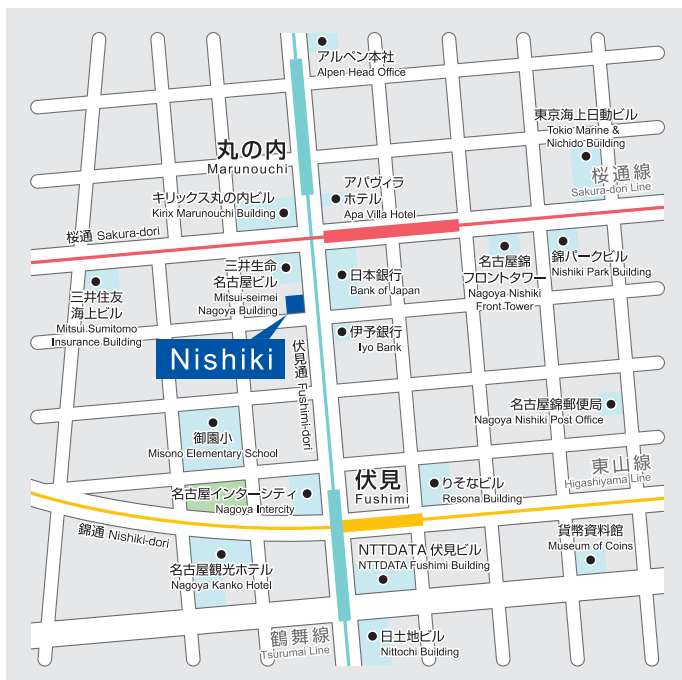 アルペン本社
Alpen Head Office
東京海上日動ビル
Tokio Marine &
Nichido Building
丸の内
Marunouchi
桜通線
Sakura-dori Line
アパヴィラ
ホテル
Apa Villa Hotel
キリックス丸の内ビル
Kirix Marunouchi Building
桜通 Sakura-dori
三井生命
名古屋ビル
Mitsui-seimei
Nagoya Building
日本銀行
Bank of Japan
名古屋錦
フロントタワー
Nagoya Nishiki
Front Tower
錦パークビル
Nishiki Park Building
三井住友
海上ビル
Mitsui Sumitomo
Insurance Building
伊予銀行
Iyo Bank
Nishiki
伏見通 Fushimi-dori
名古屋錦郵便局
Nagoya Nishiki Post Office
御園小
Misono Elementary School
東山線
Higashiyama Line
伏見
Fushimi
りそなビル
Resona Building
名古屋インターシティ
Nagoya Intercity
錦通 Nishiki-dori
貨幣資料館
Museum of Coins
NTTDATA 伏見ビル
NTTDATA Fushimi Building
名古屋観光ホテル
Nagoya Kanko Hotel
鶴舞線
Tsurumai Line
日土地ビル
Nittochi Building